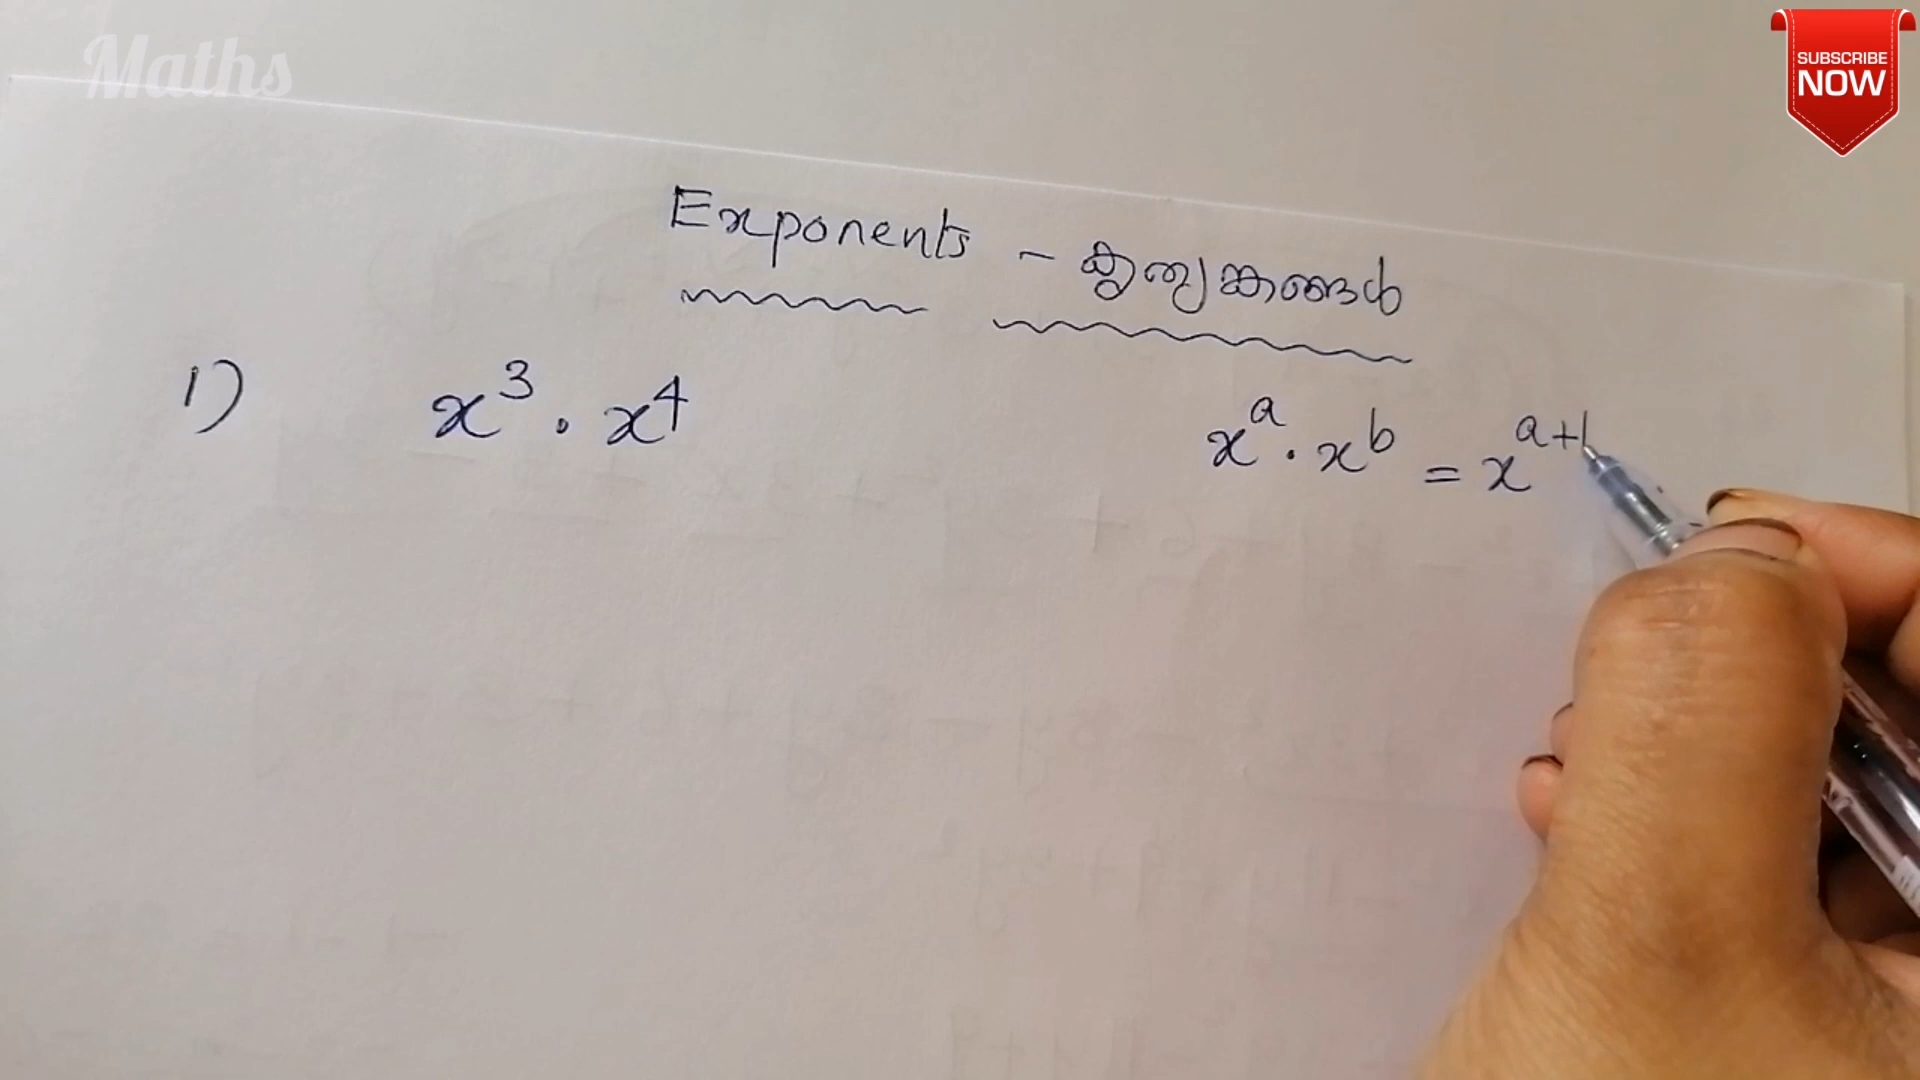 Maths
SUBSCRIBE
NOW
Exponents - കൃത്യങ്കങ്ങൾ
1) x³ . x⁴
xᵃ . xᵇ = xᵃ⁺